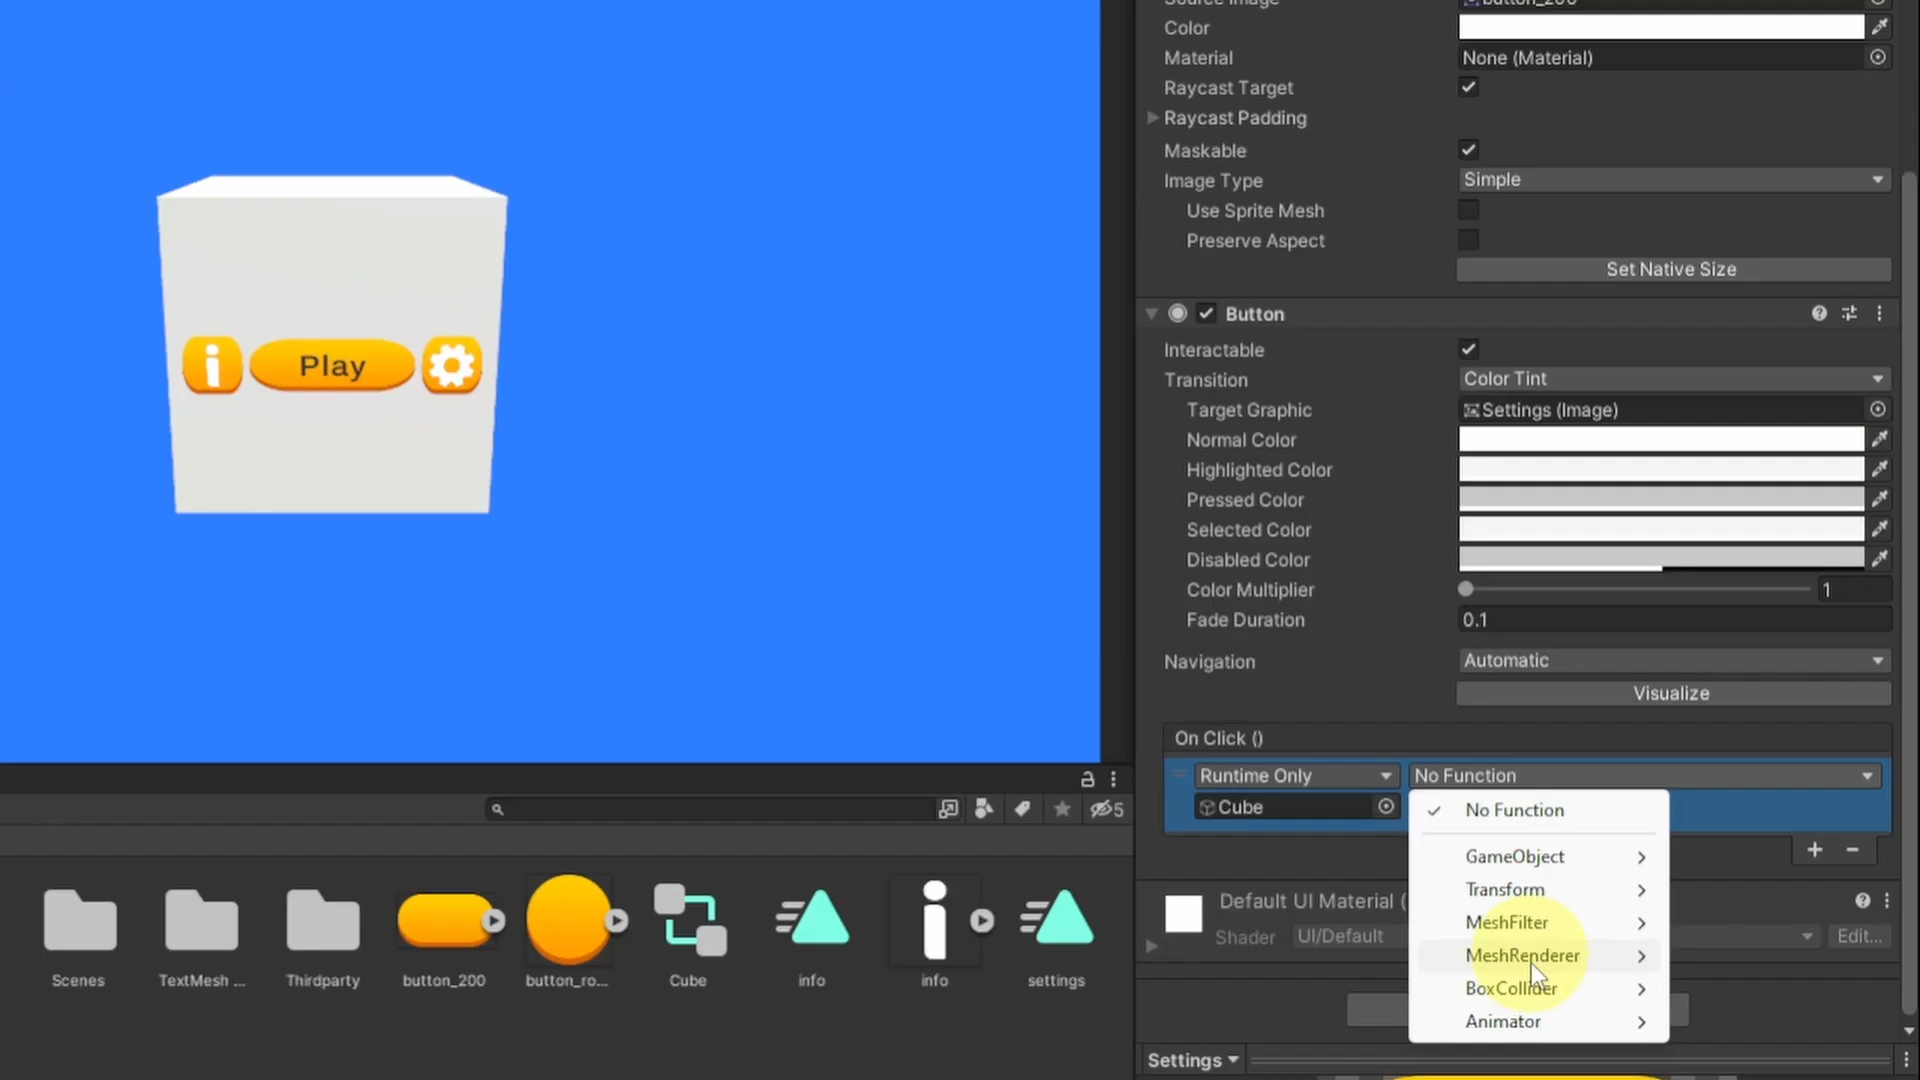 Source Image
button_200
Color
Material
None (Material)
Raycast Target
Raycast Padding
Maskable
Image Type
Simple
Use Sprite Mesh
Preserve Aspect
Set Native Size
Button
Interactable
Transition
Color Tint
Target Graphic
Settings (Image)
Normal Color
Highlighted Color
Pressed Color
Selected Color
Disabled Color
Color Multiplier
1
Fade Duration
0.1
Navigation
Automatic
Visualize
On Click ()
Runtime Only
No Function
Cube
No Function
GameObject
Transform
MeshFilter
MeshRenderer
BoxCollider
Animator
Default UI Material (
Shader
UI/Default
Edit...
Settings
Play
5
Scenes
TextMesh ...
Thirdparty
button_200
button_ro...
Cube
info
info
settings